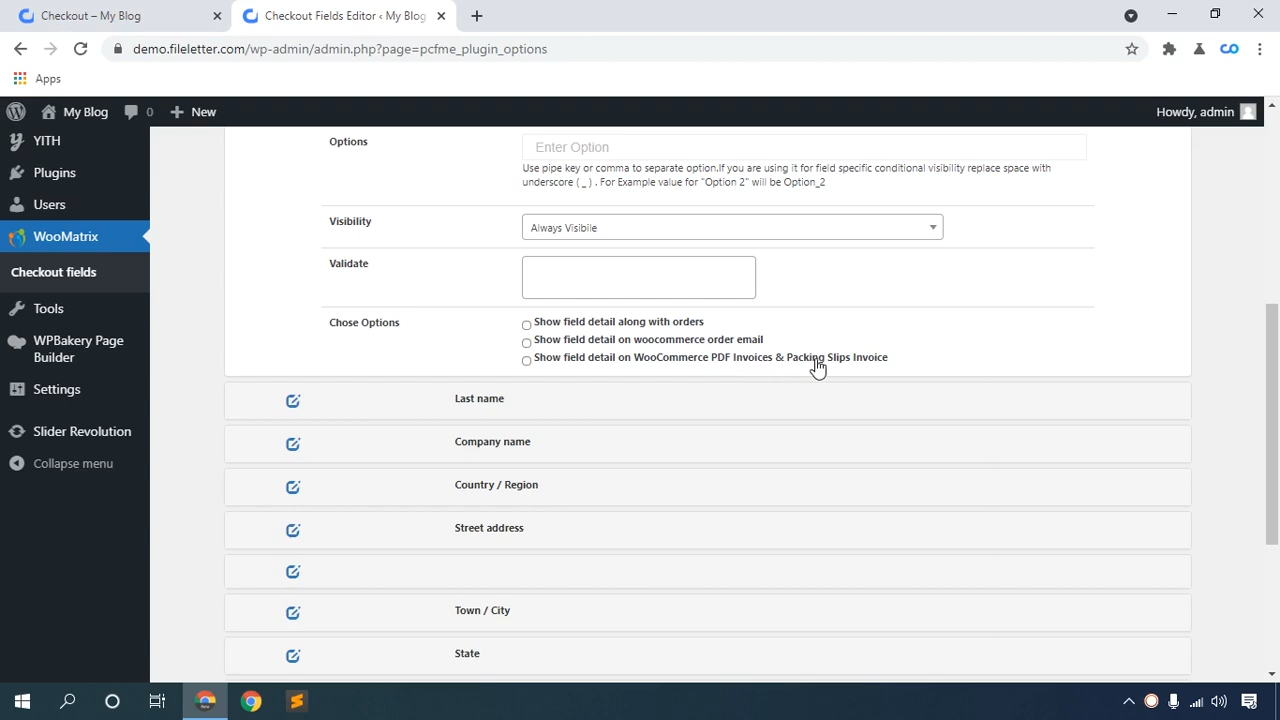 Checkout – My Blog
Checkout Fields Editor ‹ My Blog
demo.fileletter.com/wp-admin/admin.php?page=pcfme_plugin_options
Apps
My Blog
0
New
Howdy, admin
YITH
Plugins
Users
WooMatrix
Checkout fields
Tools
WPBakery Page
Builder
Settings
Slider Revolution
Collapse menu
Options
Enter Option
Use pipe key or comma to separate option.If you are using it for field specific conditional visibility replace space with
underscore ( _ ) . For Example value for "Option 2" will be Option_2
Visibility
Always Visibile
Validate
Chose Options
Show field detail along with orders
Show field detail on woocommerce order email
Show field detail on WooCommerce PDF Invoices & Packing Slips Invoice
Last name
Company name
Country / Region
Street address
Town / City
State